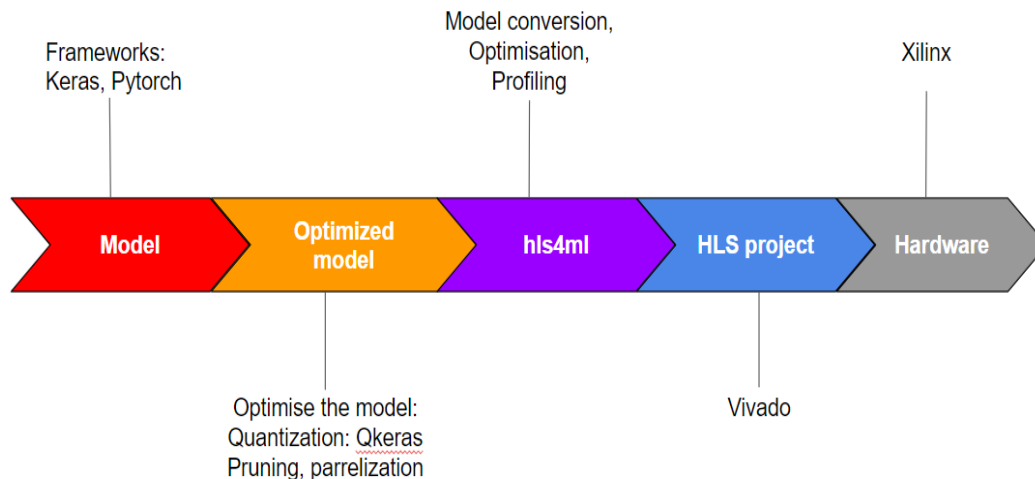 Frameworks:
Keras, Pytorch
Model conversion,
Optimisation,
Profiling
Xilinx
Model
Optimized
model
hls4ml
HLS project
Hardware
Optimise the model:
Quantization: Qkeras
Pruning, parrelization
Vivado